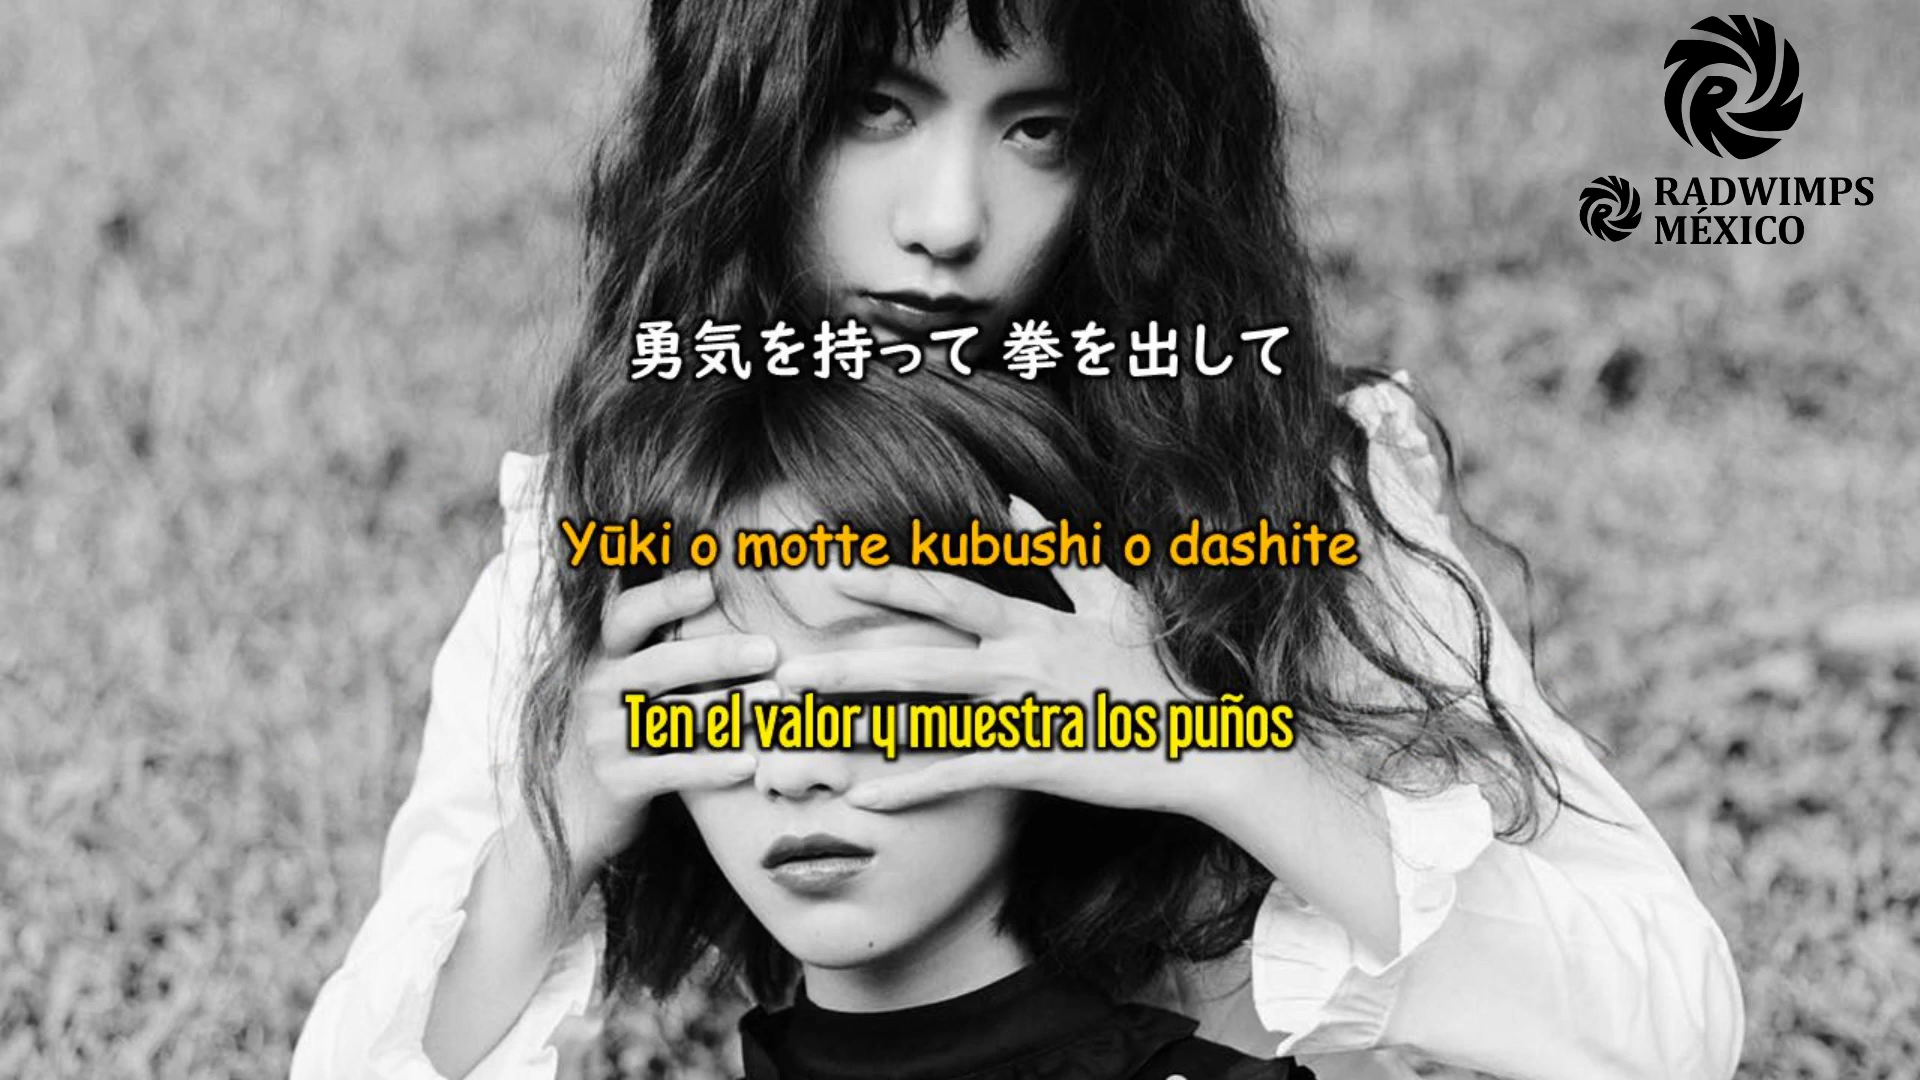 RADWIMPS
MÉXICO
勇気を持って 拳を出して
Yūki o motte kubushi o dashite
Ten el valor y muestra los puños